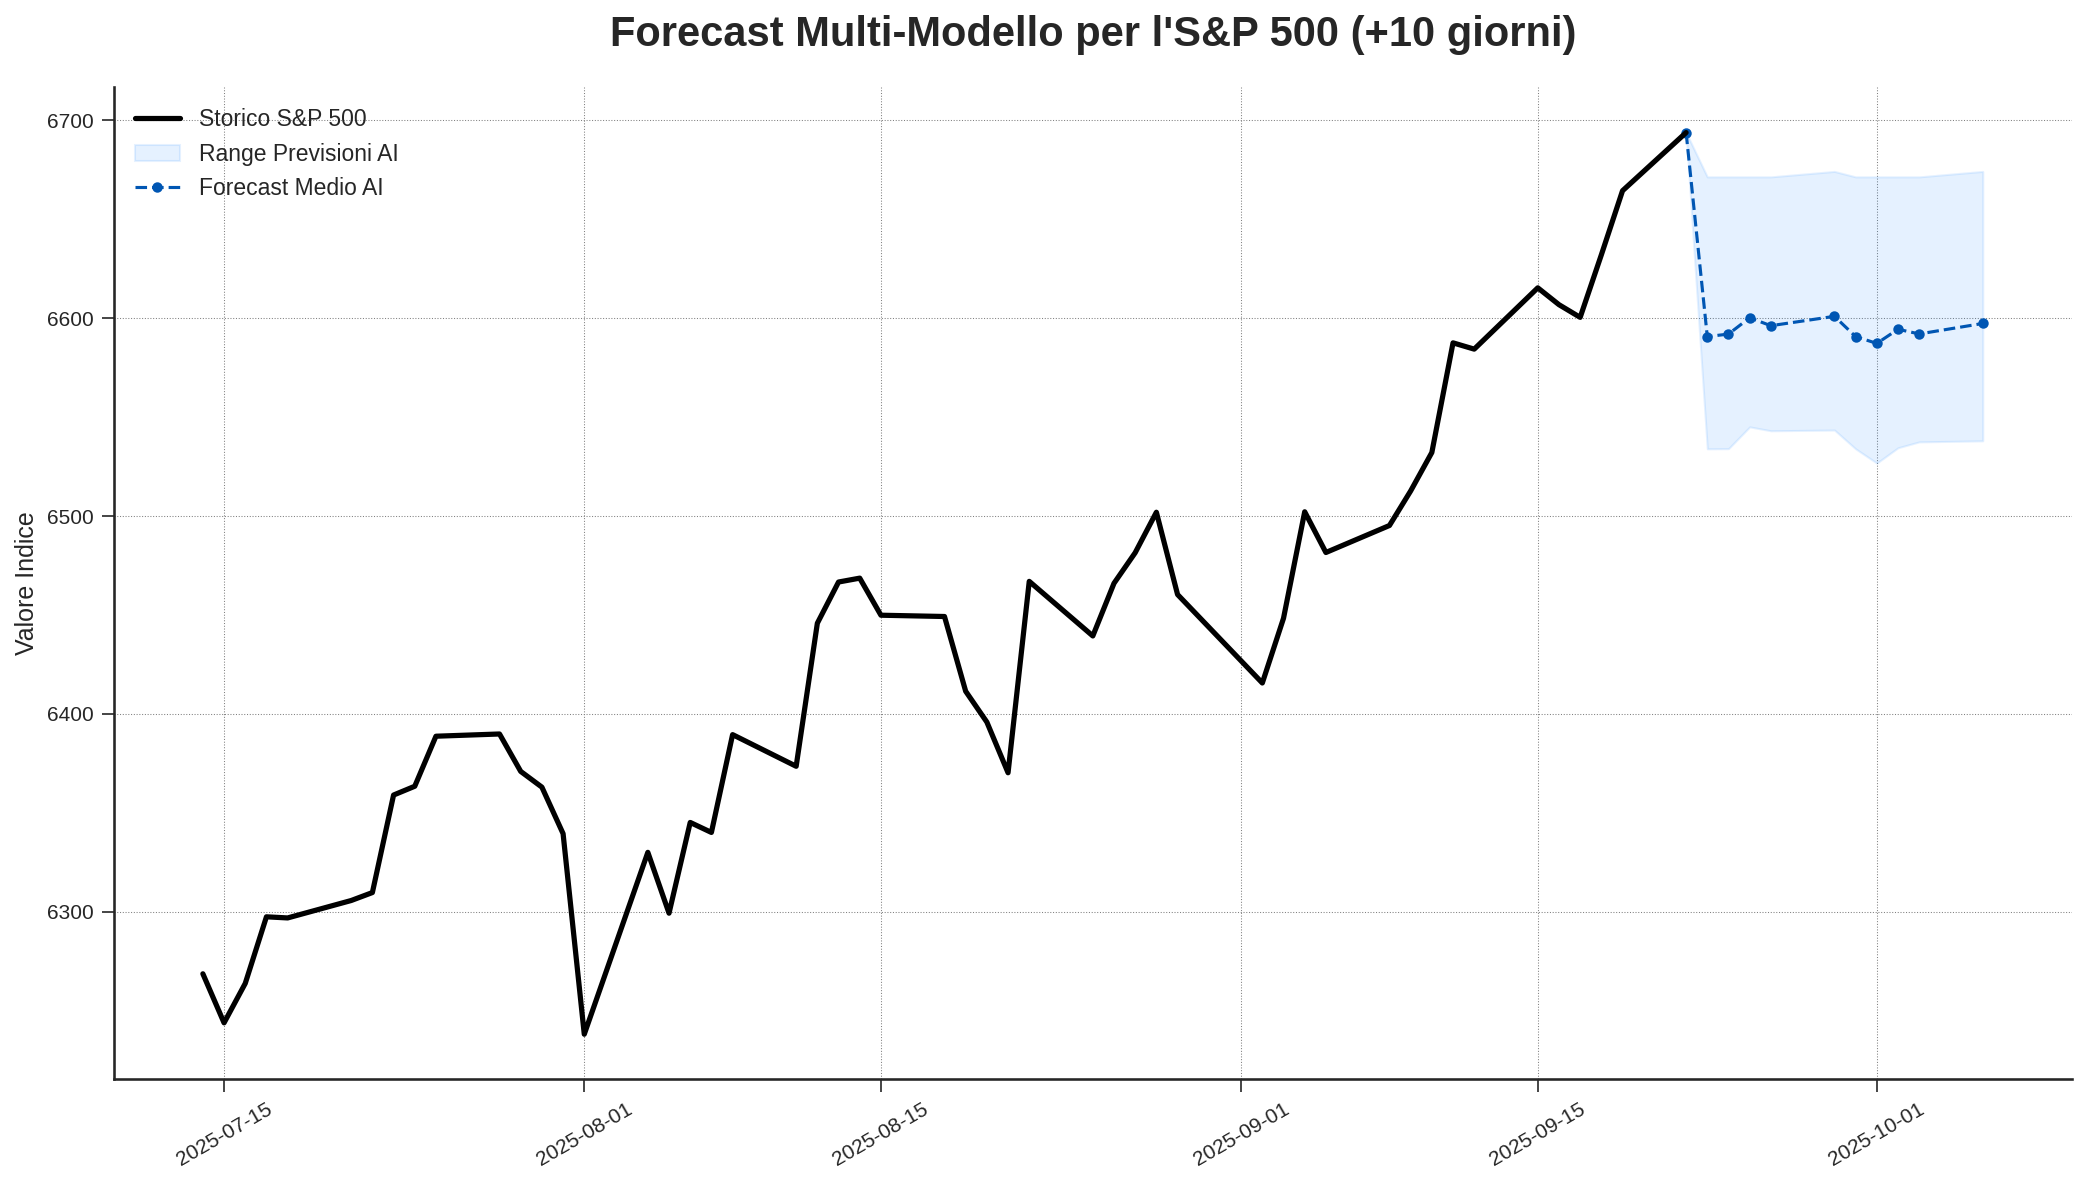 Forecast Multi-Modello per l'S&P 500 (+10 giorni)
Storico S&P 500
Range Previsioni AI
Forecast Medio AI
Valore Indice
6700
6600
6500
6400
6300
2025-07-15
2025-08-01
2025-08-15
2025-09-01
2025-09-15
2025-10-01